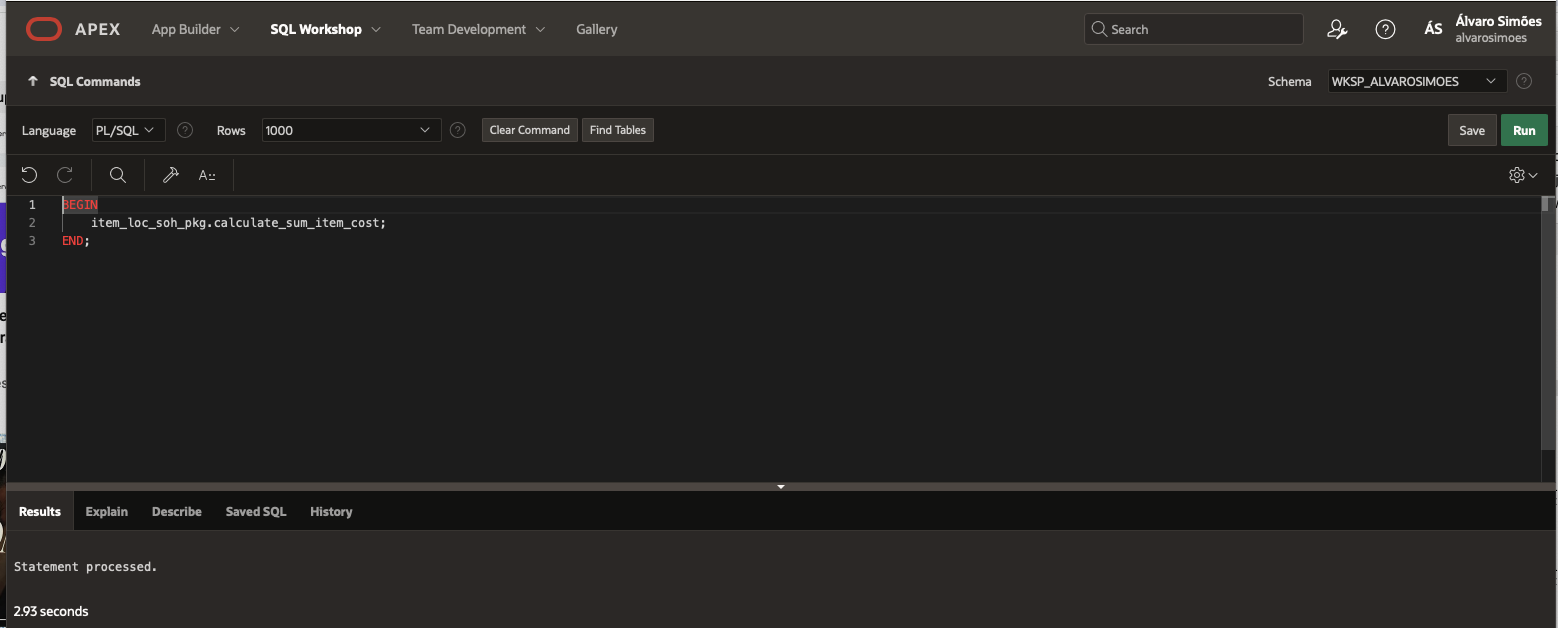 APEX App Builder SQL Workshop Team Development Gallery Search ÁS Álvaro Simões
alvarosimoes
SQL Commands Schema WKSP_ALVAROSIMOES
Language PL/SQL Rows 1000 Clear Command Find Tables Save Run
A::
1 BEGIN
2 item_loc_soh_pkg.calculate_sum_item_cost;
3 END;
Results Explain Describe Saved SQL History
Statement processed.
2.93 seconds